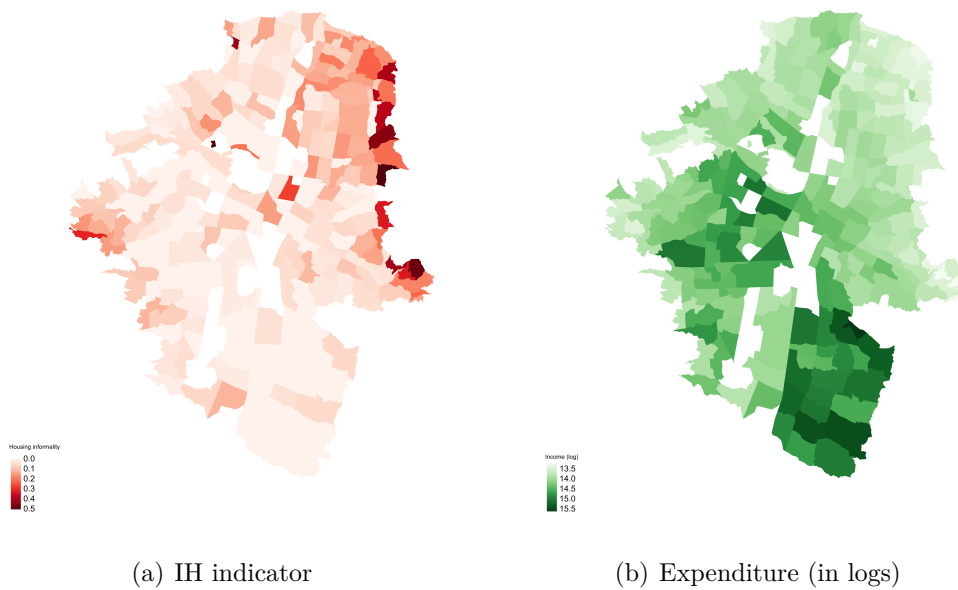 Housing informality
0.0
0.1
0.2
0.3
0.4
0.5
Income (log)
13.5
14.0
14.5
15.0
15.5
(a) IH indicator
(b) Expenditure (in logs)